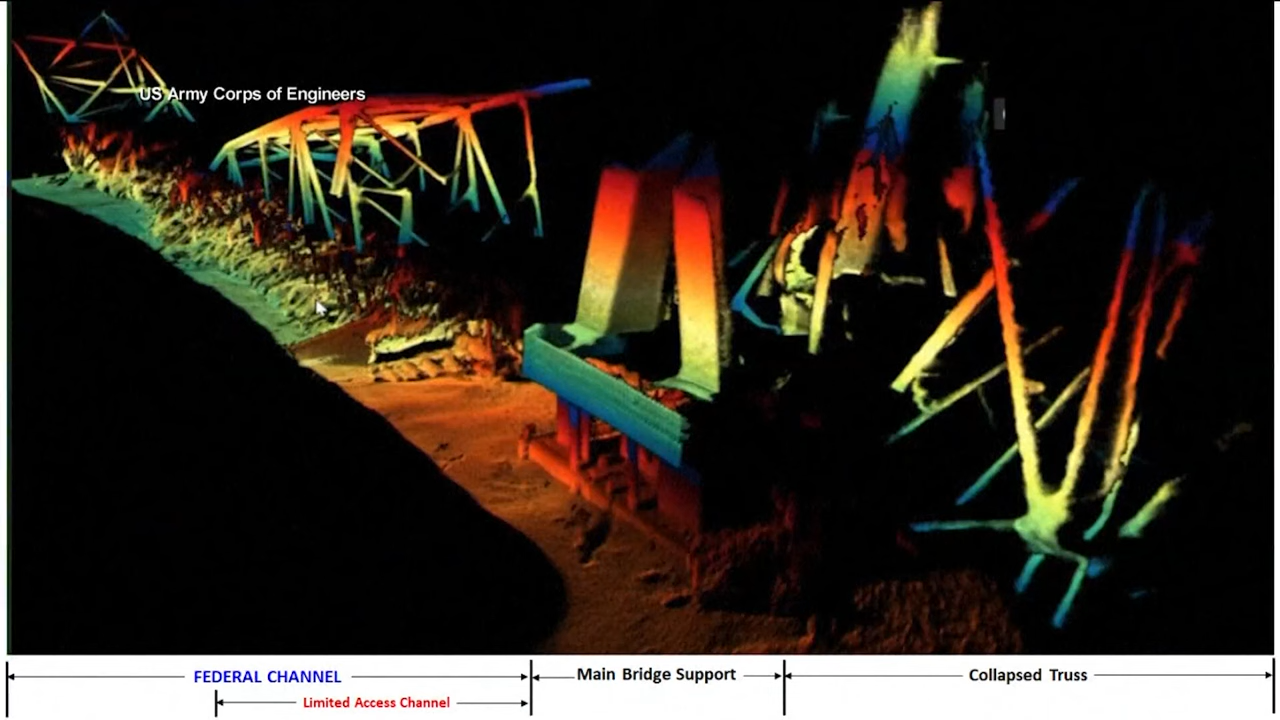 US Army Corps of Engineers
FEDERAL CHANNEL
Main Bridge Support
Collapsed Truss
Limited Access Channel